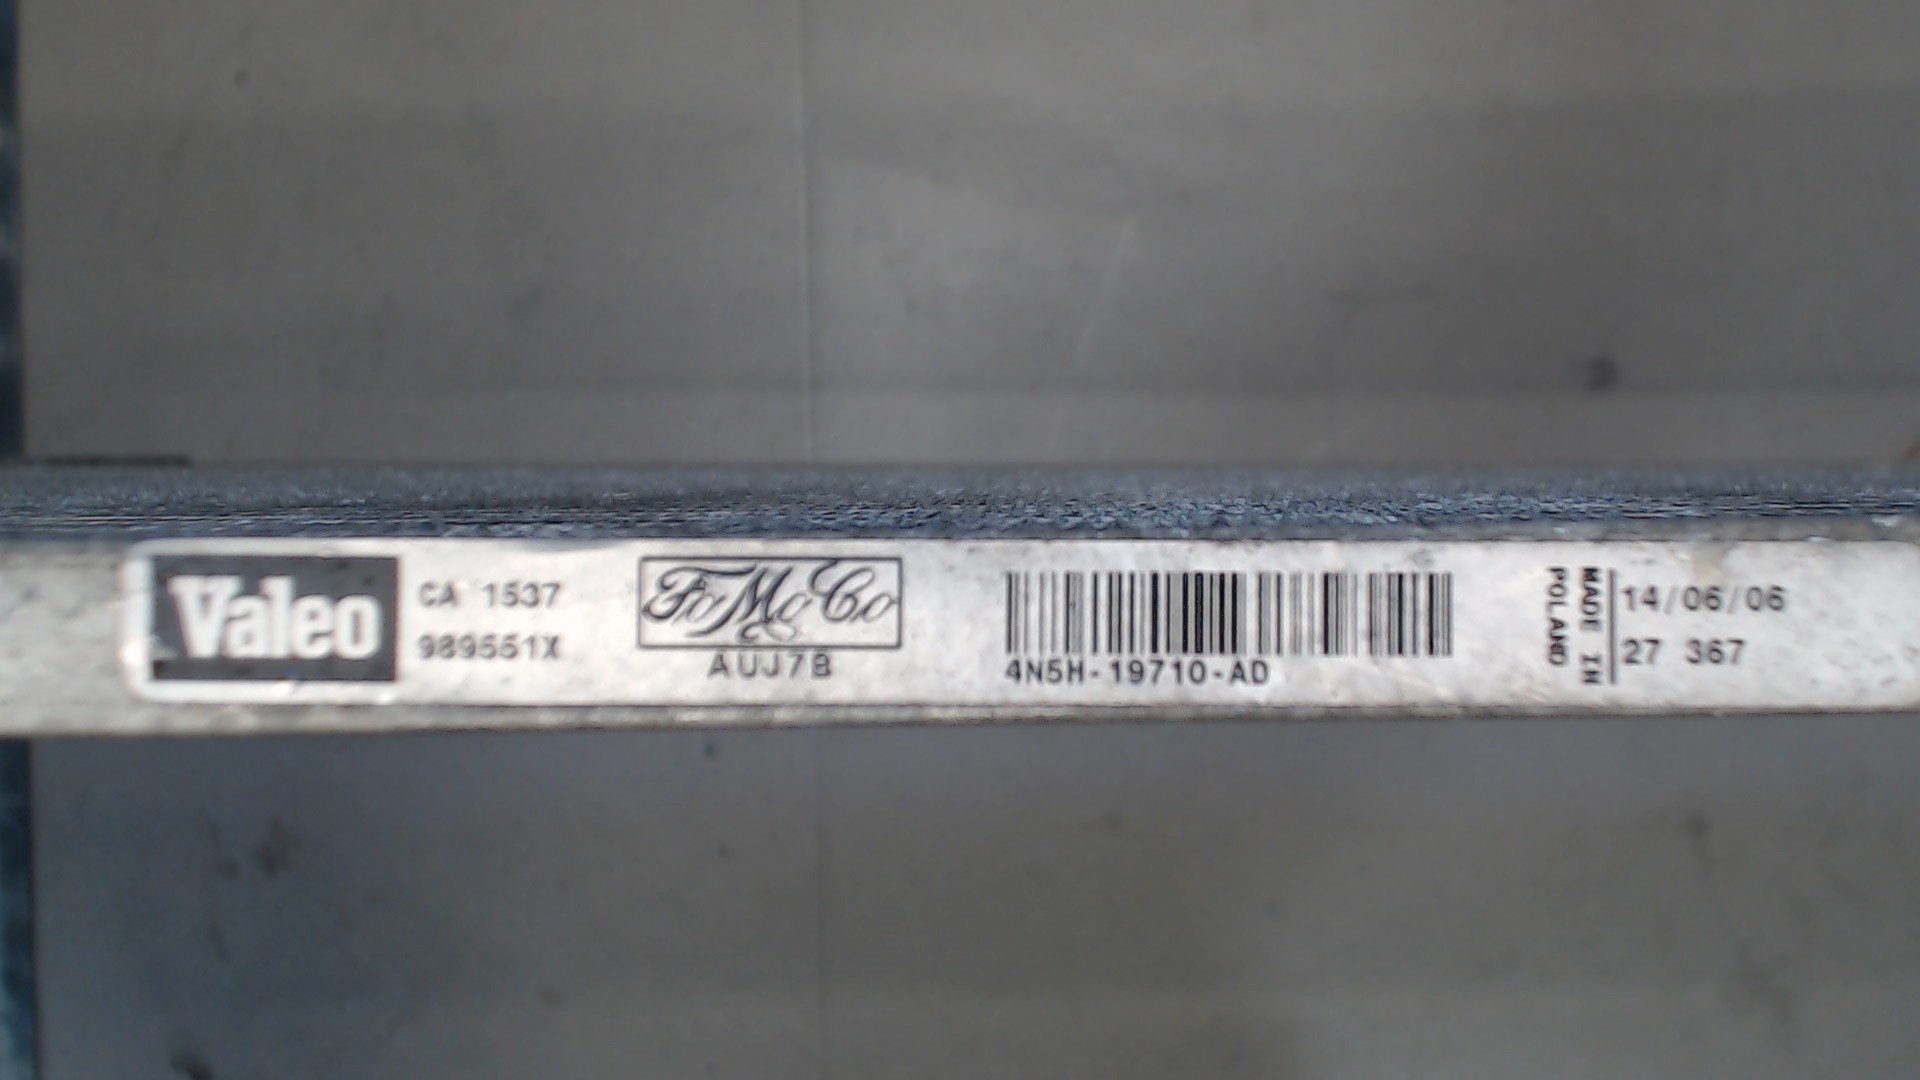 Valeo
CA 1537
989551X
FoMoCo
AUJ7B
4N5H-19710-AD
MADE IN
POLAND
14/06/06
27 367